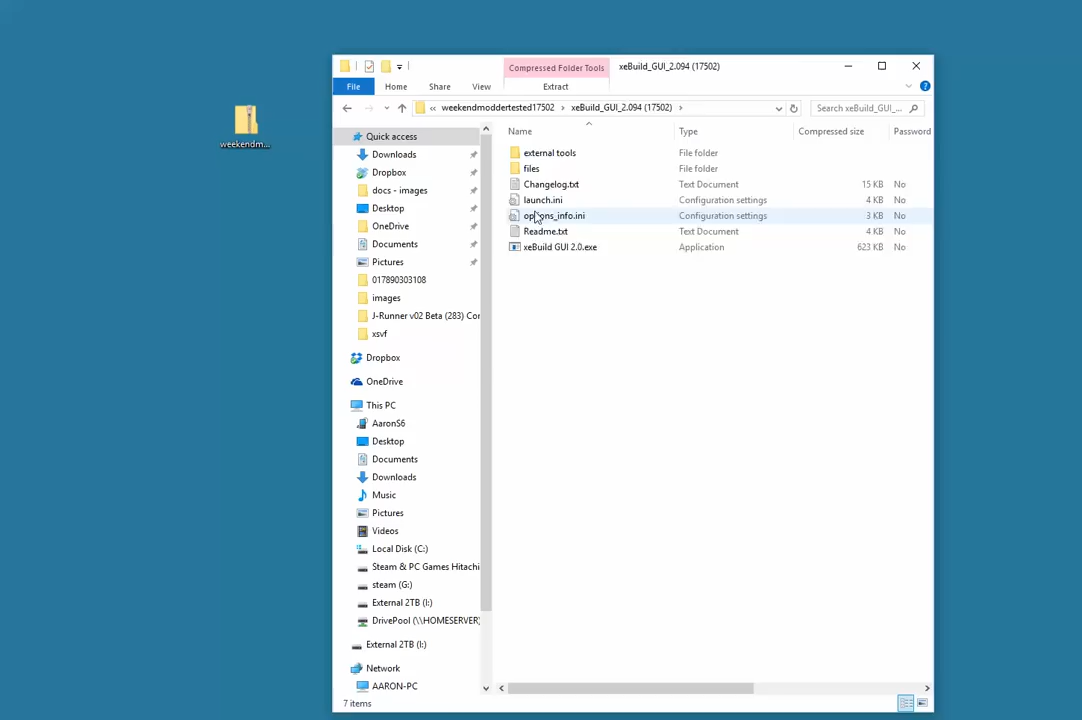 weekendm...
Compressed Folder Tools
xeBuild_GUI_2.094 (17502)
File
Home
Share
View
Extract
« weekendmoddertested17502 > xeBuild_GUI_2.094 (17502) >
Search xeBuild_GUI_...
Quick access
Downloads
Dropbox
docs - images
Desktop
OneDrive
Documents
Pictures
017890303108
images
J-Runner v02 Beta (283) Cor
xsvf
Dropbox
OneDrive
This PC
AaronS6
Desktop
Documents
Downloads
Music
Pictures
Videos
Local Disk (C:)
Steam & PC Games Hitachi
steam (G:)
External 2TB (I:)
DrivePool (\\HOMESERVER)
External 2TB (I:)
Network
AARON-PC
Name Type Compressed size Password
external tools File folder
files File folder
Changelog.txt Text Document 15 KB No
launch.ini Configuration settings 4 KB No
options_info.ini Configuration settings 3 KB No
Readme.txt Text Document 4 KB No
xeBuild GUI 2.0.exe Application 623 KB No
7 items